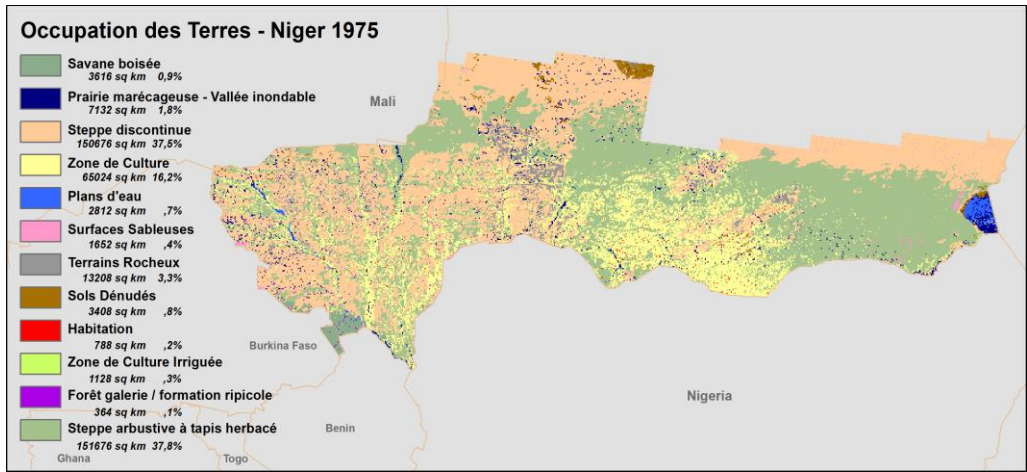 Occupation des Terres - Niger 1975
Savane boisée
3616 sq km 0,9%
Prairie marécageuse - Vallée inondable
7132 sq km 1,8%
Steppe discontinue
150676 sq km 37,5%
Zone de Culture
65024 sq km 16,2%
Plans d'eau
2812 sq km ,7%
Surfaces Sableuses
1652 sq km ,4%
Terrains Rocheux
13208 sq km 3,3%
Sols Dénudés
3408 sq km ,8%
Habitation
788 sq km ,2%
Zone de Culture Irriguée
1128 sq km ,3%
Forêt galerie / formation ripicole
364 sq km ,1%
Steppe arbustive à tapis herbacé
151676 sq km 37,8%
Mali
Burkina Faso
Nigeria
Benin
Ghana
Togo